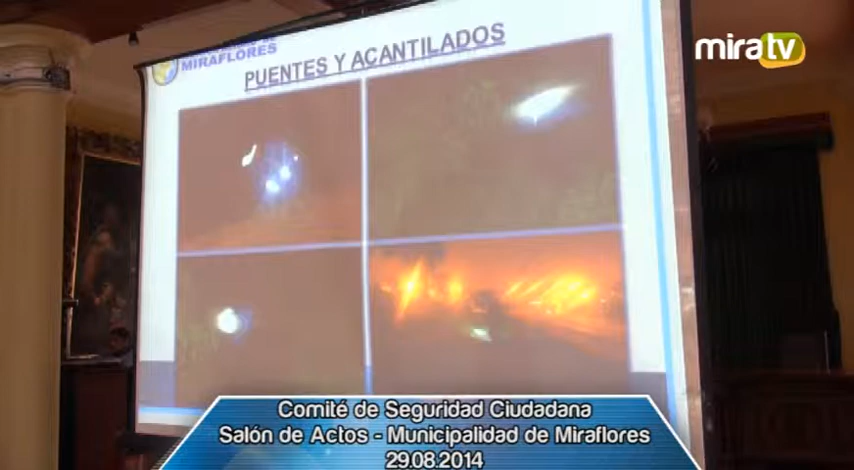 MIRAFLORES
PUENTES Y ACANTILADOS
miratv
Comité de Seguridad Ciudadana
Salón de Actos - Municipalidad de Miraflores
29.08.2014